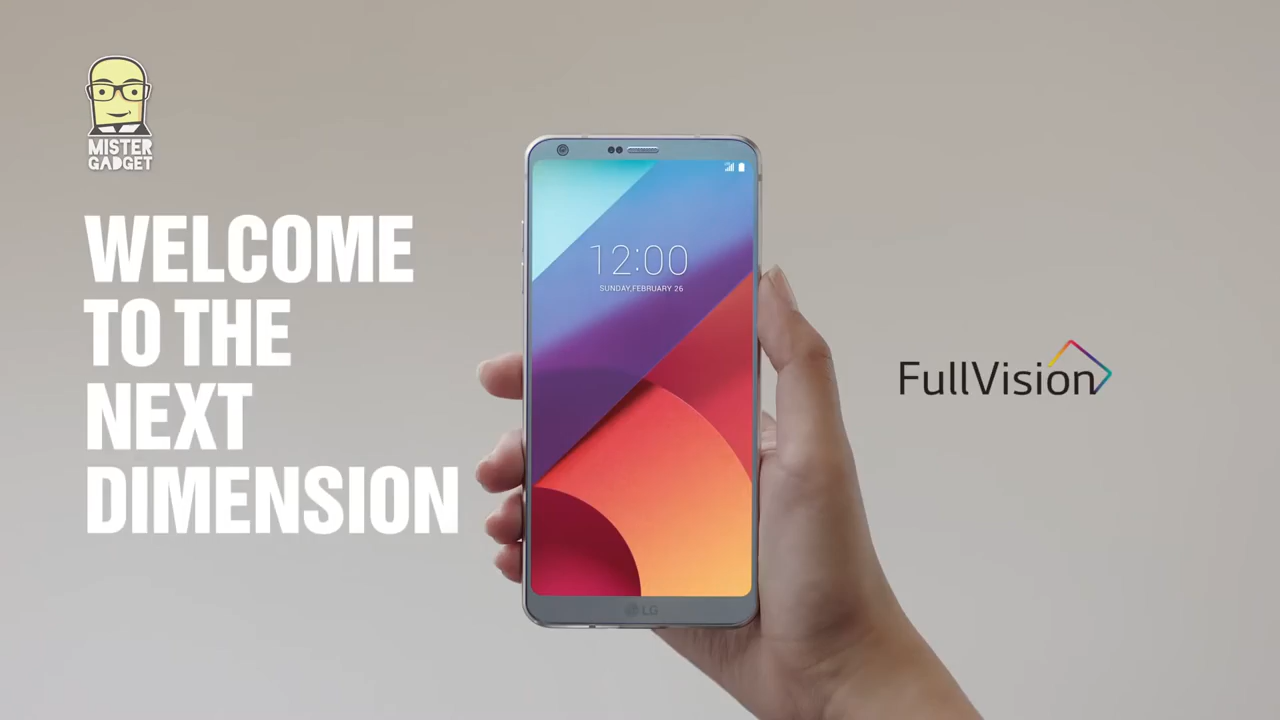 MISTER
GADGET
WELCOME
TO THE
NEXT
DIMENSION
12:00
SUNDAY,FEBRUARY 26
FullVision
LG